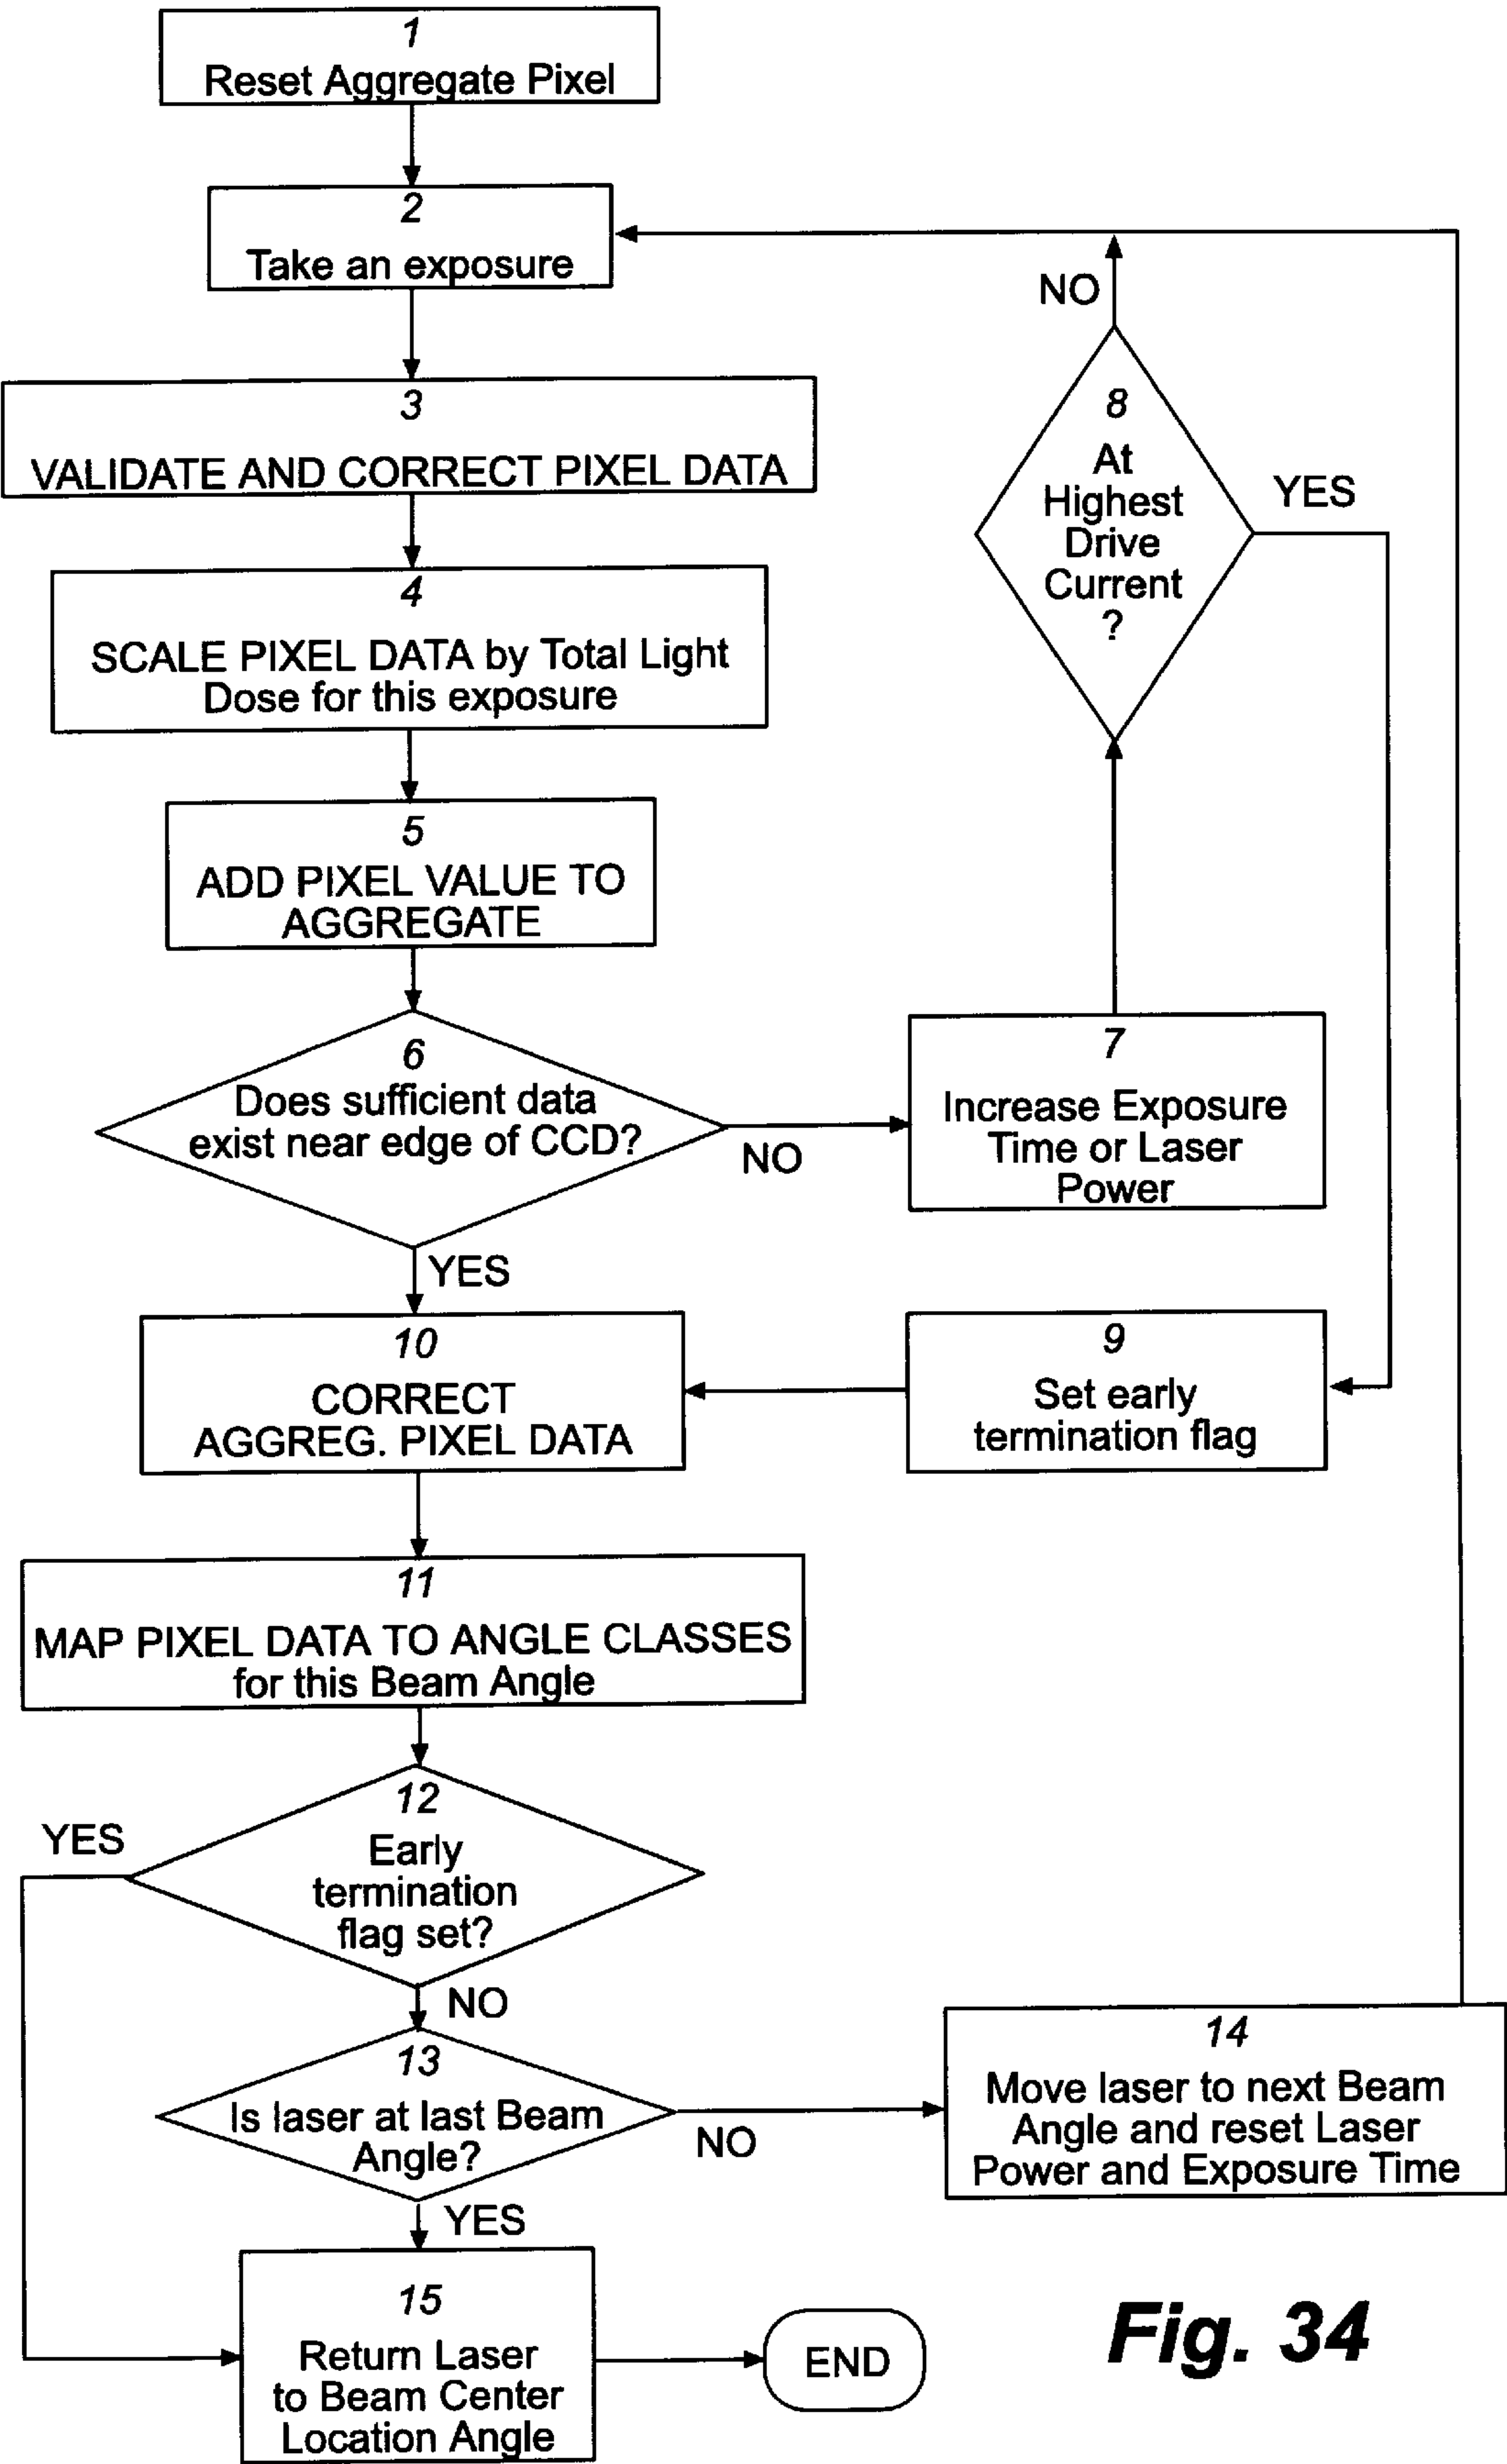 1
Reset Aggregate Pixel
2
Take an exposure
3
VALIDATE AND CORRECT PIXEL DATA
4
SCALE PIXEL DATA by Total Light
Dose for this exposure
5
ADD PIXEL VALUE TO
AGGREGATE
6
Does sufficient data
exist near edge of CCD?
NO
YES
7
Increase Exposure
Time or Laser
Power
8
At
Highest
Drive
Current
?
NO
YES
9
Set early
termination flag
10
CORRECT
AGGREG. PIXEL DATA
11
MAP PIXEL DATA TO ANGLE CLASSES
for this Beam Angle
12
Early
termination
flag set?
YES
NO
13
Is laser at last Beam
Angle?
NO
YES
14
Move laser to next Beam
Angle and reset Laser
Power and Exposure Time
15
Return Laser
to Beam Center
Location Angle
END
Fig. 34